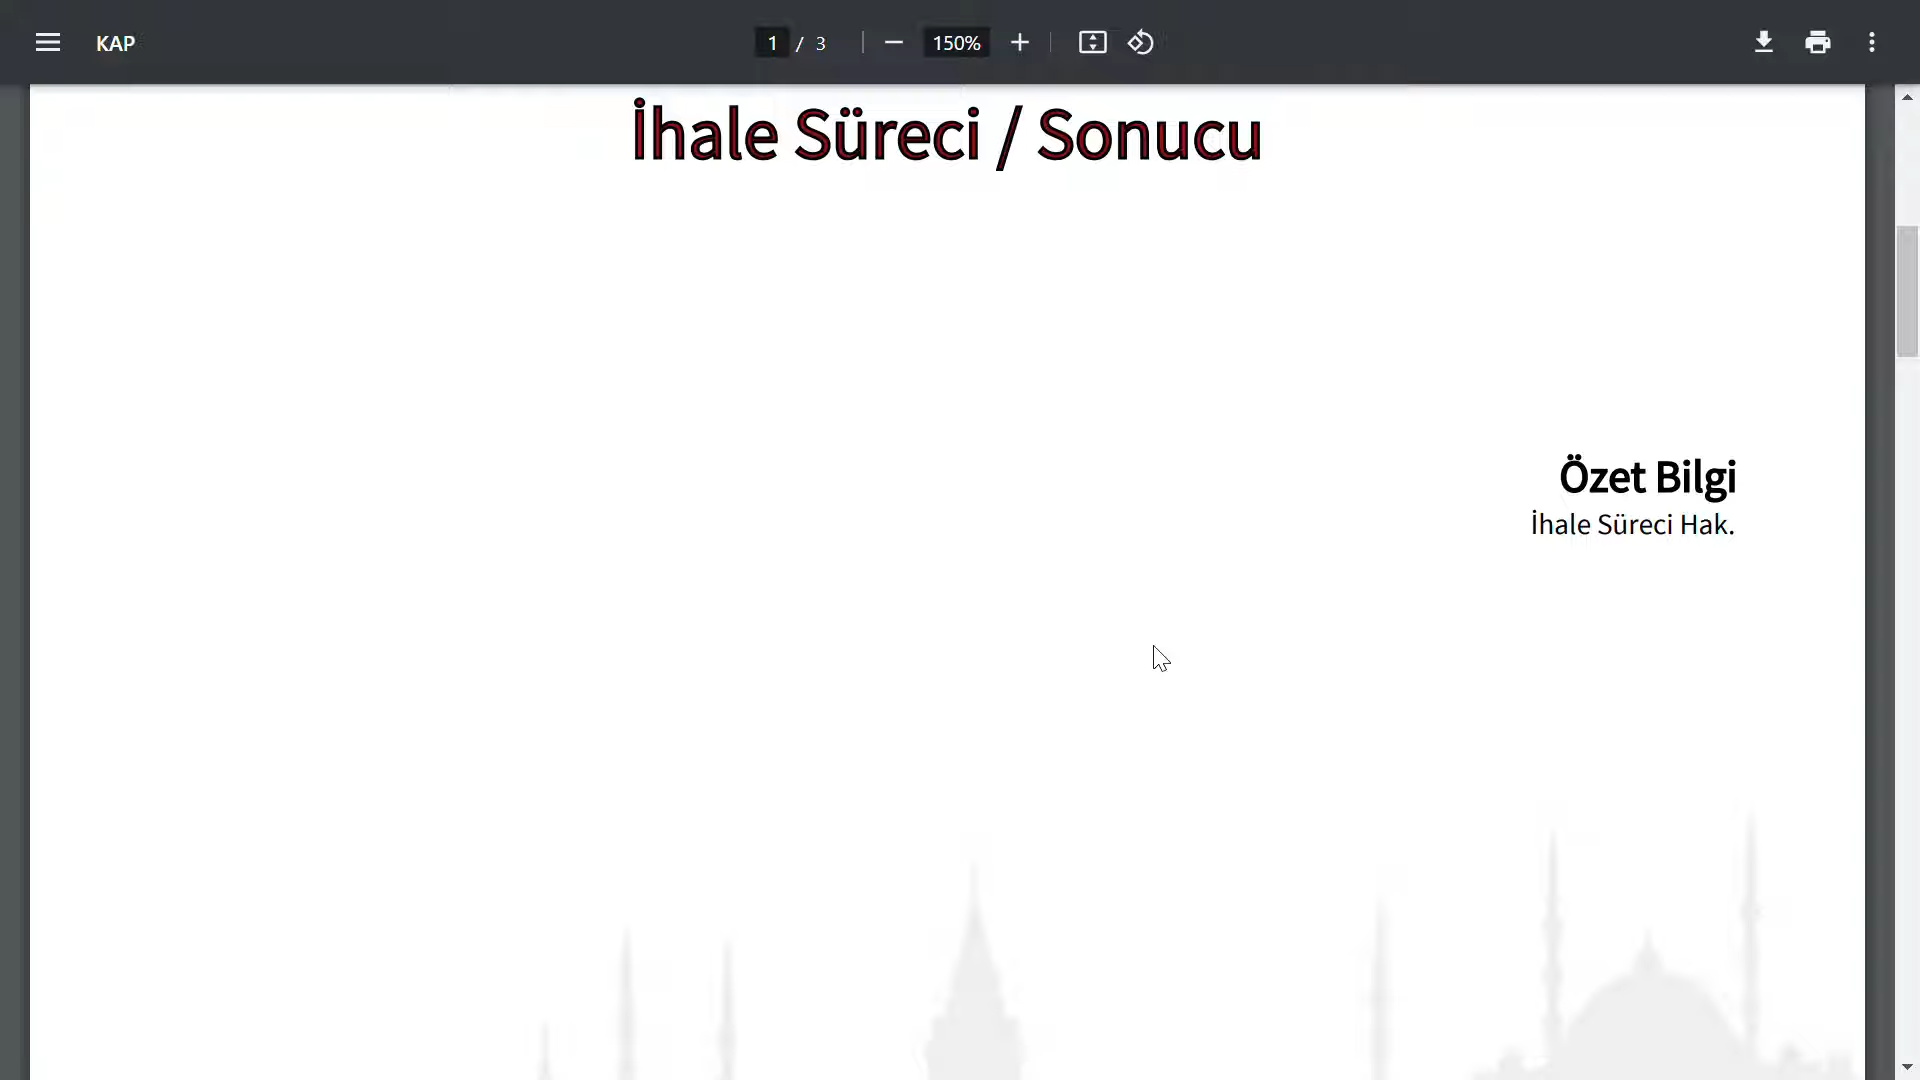 KAP
1 / 3
150%
İhale Süreci / Sonucu
Özet Bilgi
İhale Süreci Hak.